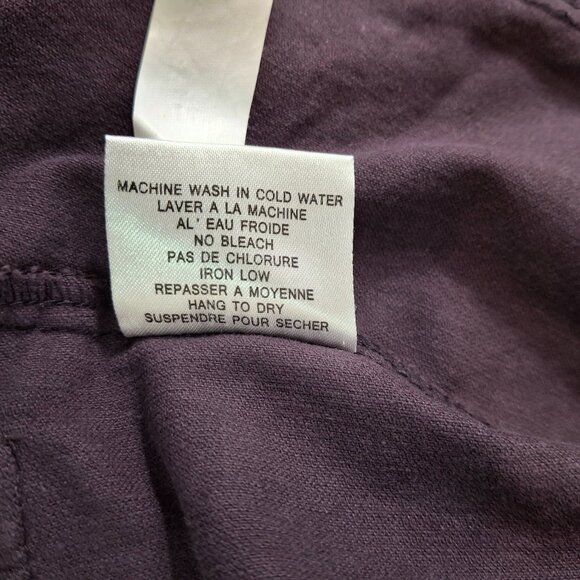 MACHINE WASH IN COLD WATER
LAVER A LA MACHINE
AL' EAU FROIDE
NO BLEACH
PAS DE CHLORURE
IRON LOW
REPASSER A MOYENNE
HANG TO DRY
SUSPENDRE POUR SECHER